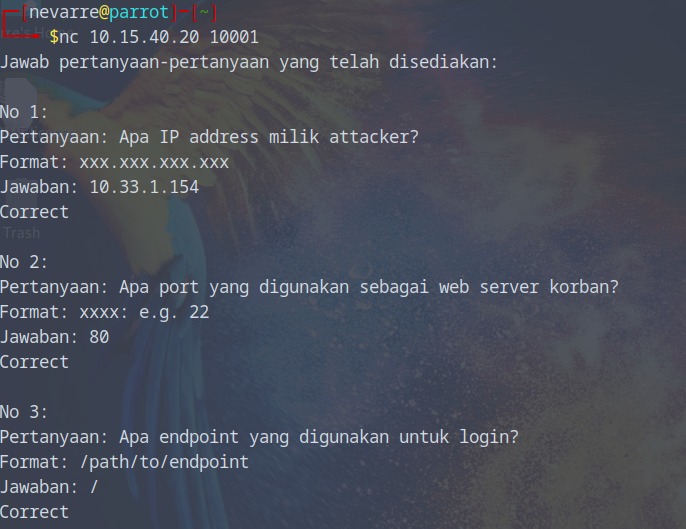 ┌─[nevarre@parrot]─[~]
└──╼ $nc 10.15.40.20 10001
Jawab pertanyaan-pertanyaan yang telah disediakan:
No 1:
Pertanyaan: Apa IP address milik attacker?
Format: xxx.xxx.xxx.xxx
Jawaban: 10.33.1.154
Correct
No 2:
Pertanyaan: Apa port yang digunakan sebagai web server korban?
Format: xxxx: e.g. 22
Jawaban: 80
Correct
No 3:
Pertanyaan: Apa endpoint yang digunakan untuk login?
Format: /path/to/endpoint
Jawaban: /
Correct
Trash